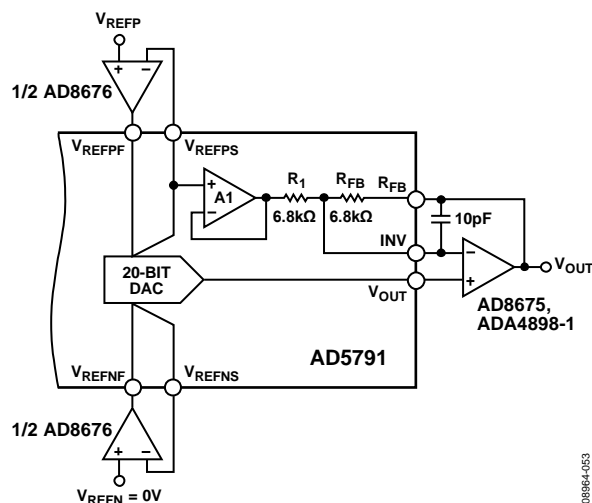 VREFP
+ −
1/2 AD8676
VREFPF
VREFPS
+
A1
−
R1
6.8kΩ
RFB
6.8kΩ
RFB
10pF
INV
−
VOUT
+
VOUT
20-BIT
DAC
AD8675,
ADA4898-1
AD5791
VREFNF
VREFNS
1/2 AD8676
+ −
VREFN = 0V
08964-053